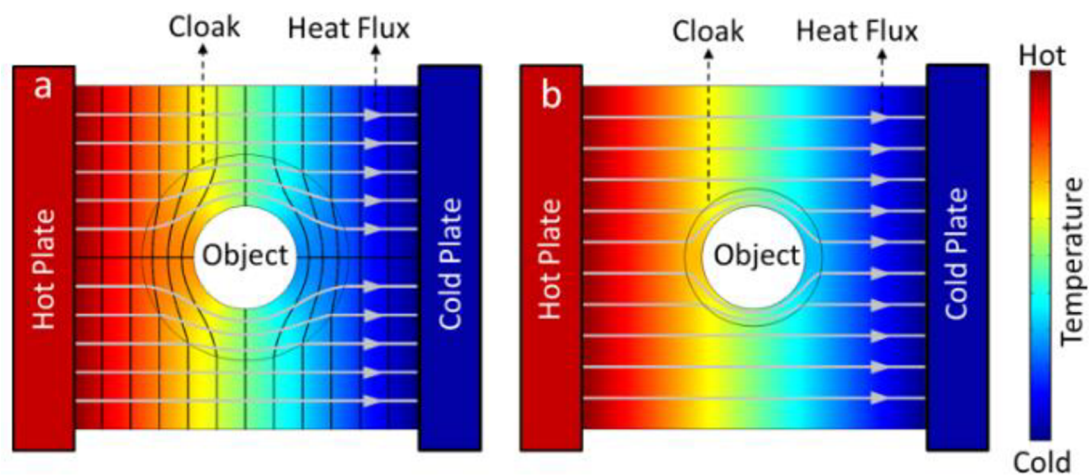 Cloak
Heat Flux
a
Hot Plate
Object
Cold Plate
Cloak
Heat Flux
b
Hot Plate
Object
Cold Plate
Hot
Temperature
Cold